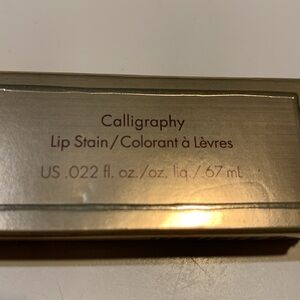 Calligraphy
Lip Stain/Colorant à Lèvres
US .022 fl. oz./oz. liq./.67 mL